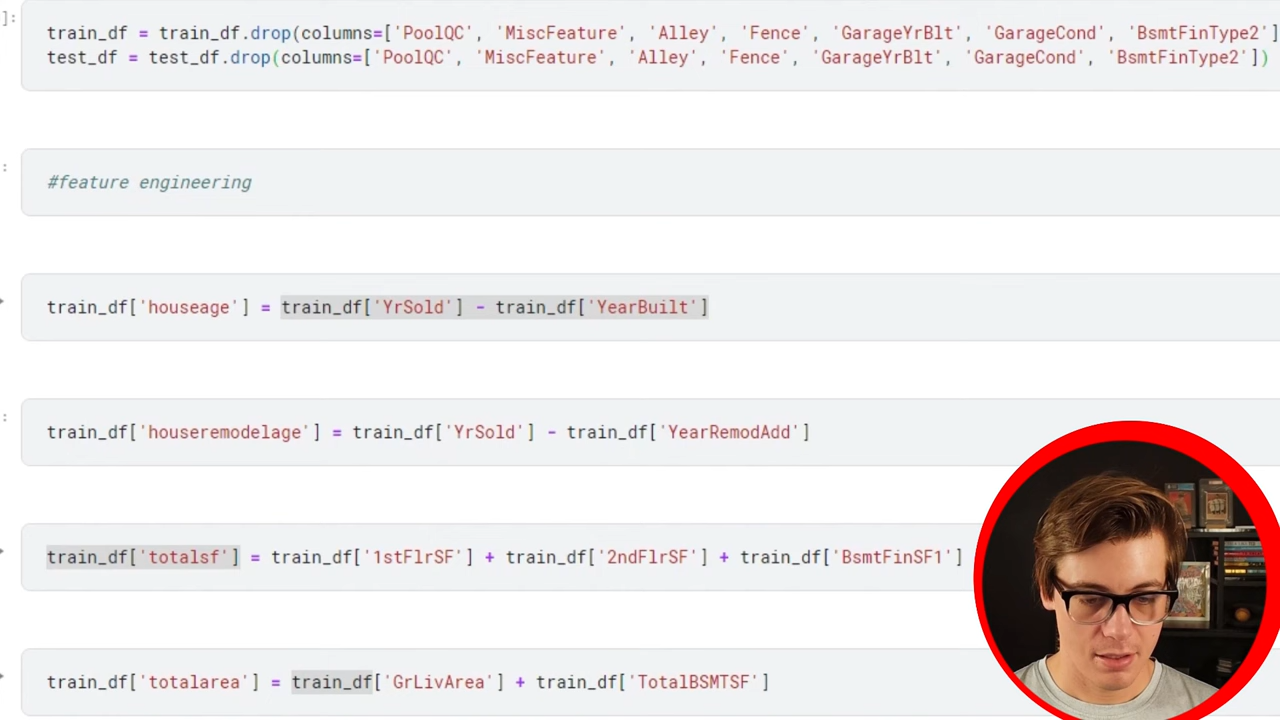 ]:
train_df = train_df.drop(columns=['PoolQC', 'MiscFeature', 'Alley', 'Fence', 'GarageYrBlt', 'GarageCond', 'BsmtFinType2']
test_df = test_df.drop(columns=['PoolQC', 'MiscFeature', 'Alley', 'Fence', 'GarageYrBlt', 'GarageCond', 'BsmtFinType2'])
:
#feature engineering
train_df['houseage'] = train_df['YrSold'] - train_df['YearBuilt']
:
train_df['houseremodelage'] = train_df['YrSold'] - train_df['YearRemodAdd']
train_df['totalsf'] = train_df['1stFlrSF'] + train_df['2ndFlrSF'] + train_df['BsmtFinSF1']
train_df['totalarea'] = train_df['GrLivArea'] + train_df['TotalBSMTSF']